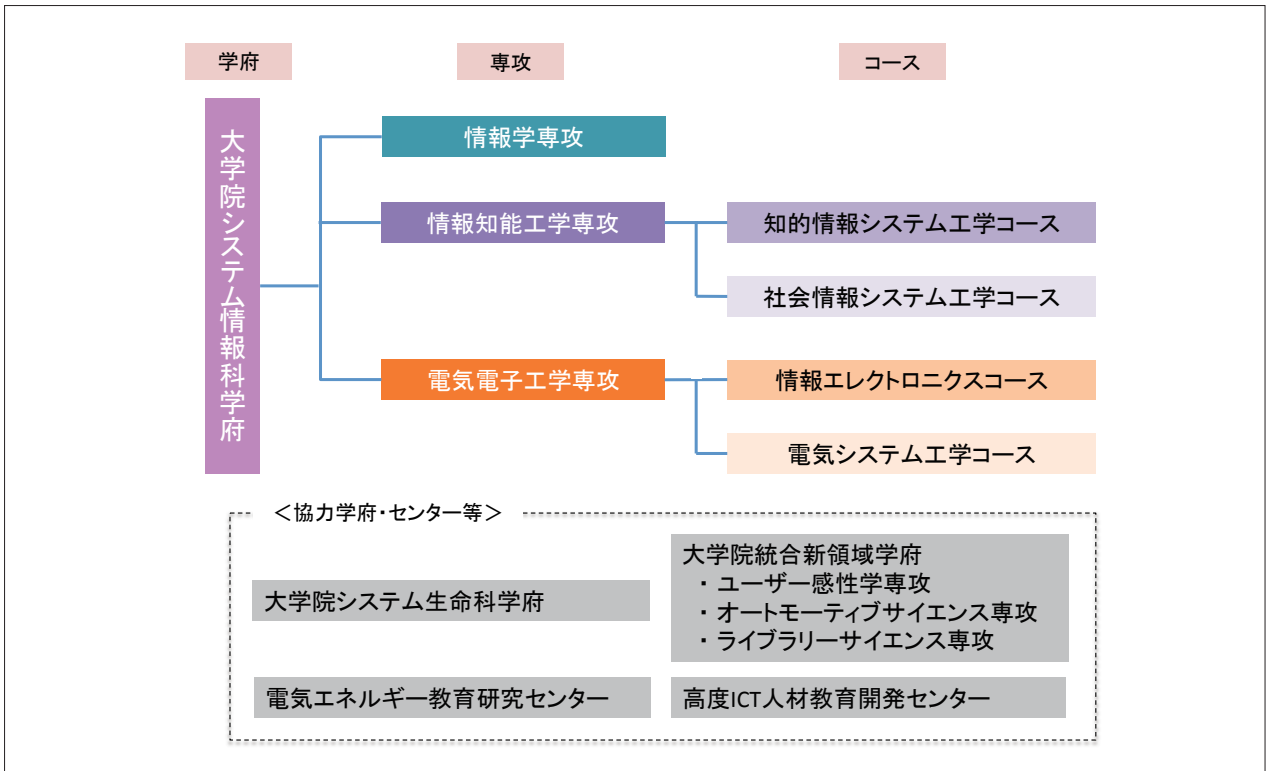 学府
専攻
コース
大学院システム情報科学府
情報学専攻
情報知能工学専攻
知的情報システム工学コース
社会情報システム工学コース
電気電子工学専攻
情報エレクトロニクスコース
電気システム工学コース
＜協力学府・センター等＞
大学院システム生命科学府
大学院統合新領域学府
・ ユーザー感性学専攻
・ オートモーティブサイエンス専攻
・ ライブラリーサイエンス専攻
電気エネルギー教育研究センター
高度ICT人材教育開発センター